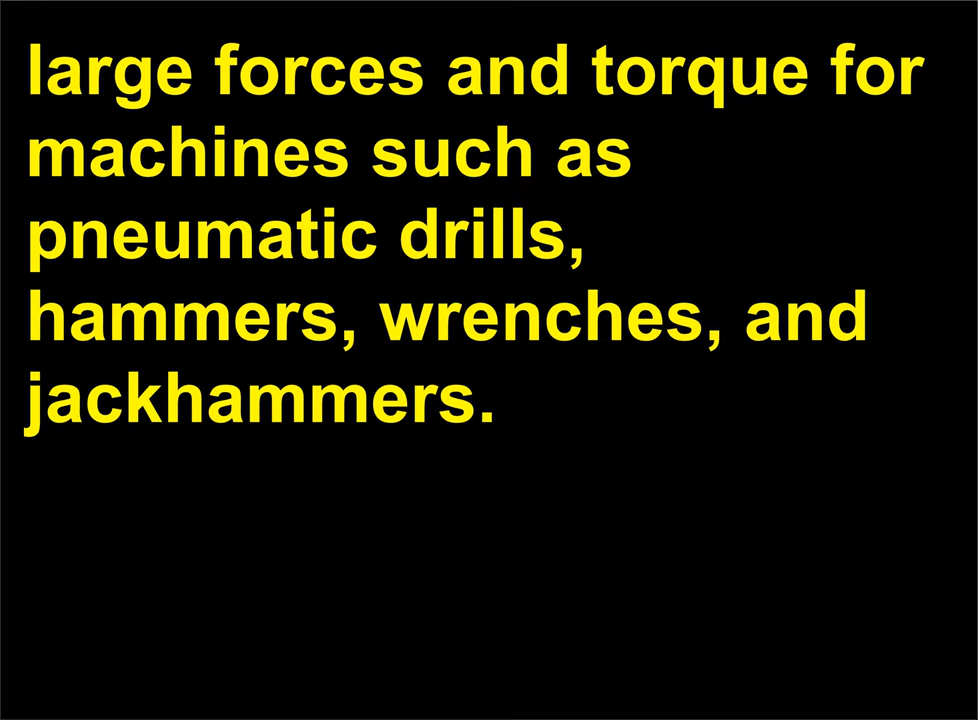 large forces and torque for
machines such as
pneumatic drills,
hammers, wrenches, and
jackhammers.